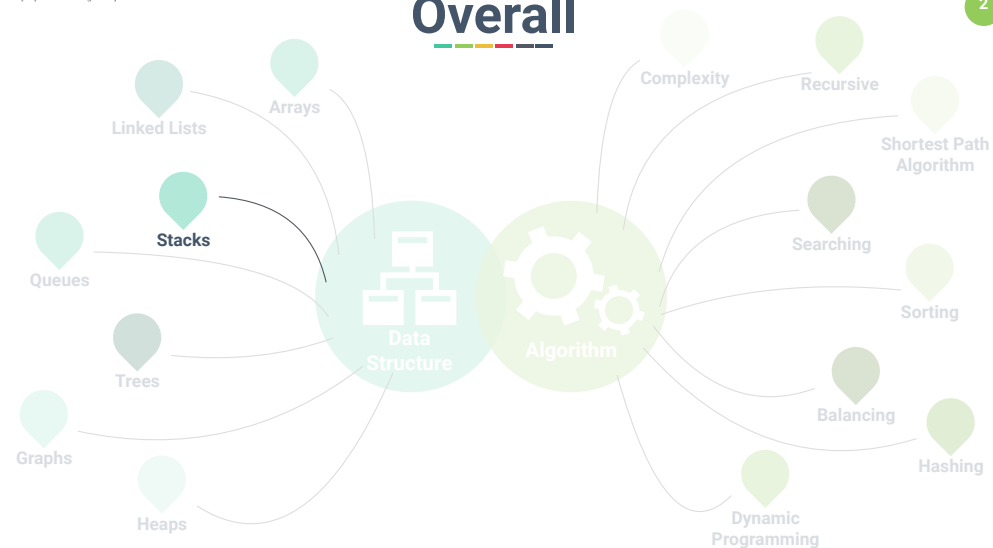 Overall
2
Complexity
Recursive
Arrays
Linked Lists
Shortest Path
Algorithm
Stacks
Searching
Queues
Sorting
Data
Structure
Algorithm
Trees
Balancing
Graphs
Hashing
Heaps
Dynamic
Programming